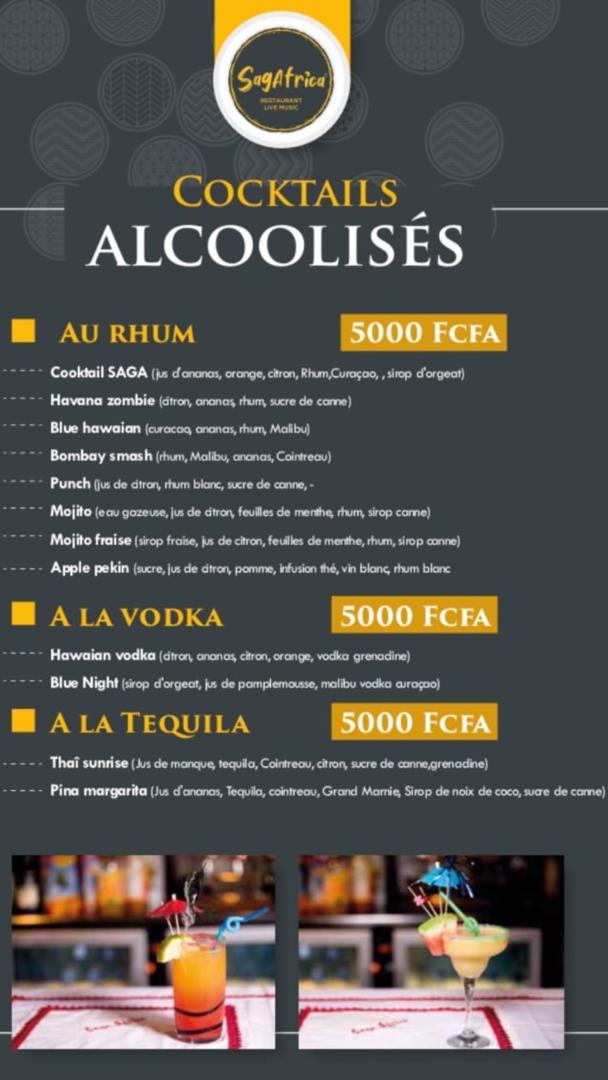 SagAfrica
RESTAURANT
LIVE MUSIC
COCKTAILS
ALCOOLISÉS
AU RHUM 5000 FCFA
Cocktail SAGA (jus d'ananas, orange, citron, Rhum,Curaçao, , sirop d'orgeat)
Havana zombie (citron, ananas, rhum, sucre de canne)
Blue hawaian (curacao, ananas, rhum, Malibu)
Bombay smash (rhum, Malibu, ananas, Cointreau)
Punch (jus de citron, rhum blanc, sucre de canne, -
Mojito (eau gazeuse, jus de citron, feuilles de menthe, rhum, sirop canne)
Mojito fraise (sirop fraise, jus de citron, feuilles de menthe, rhum, sirop canne)
Apple pekin (sucre, jus de citron, pomme, infusion thé, vin blanc, rhum blanc
A LA VODKA 5000 FCFA
Hawaian vodka (citron, ananas, citron, orange, vodka grenadine)
Blue Night (sirop d'orgeat, jus de pamplemousse, malibu vodka curaçao)
A LA TEQUILA 5000 FCFA
Thaî sunrise (Jus de manque, tequila, Cointreau, citron, sucre de canne,grenadine)
Pina margarita (Jus d'ananas, Tequila, cointreau, Grand Marnie, Sirop de noix de coco, sucre de canne)